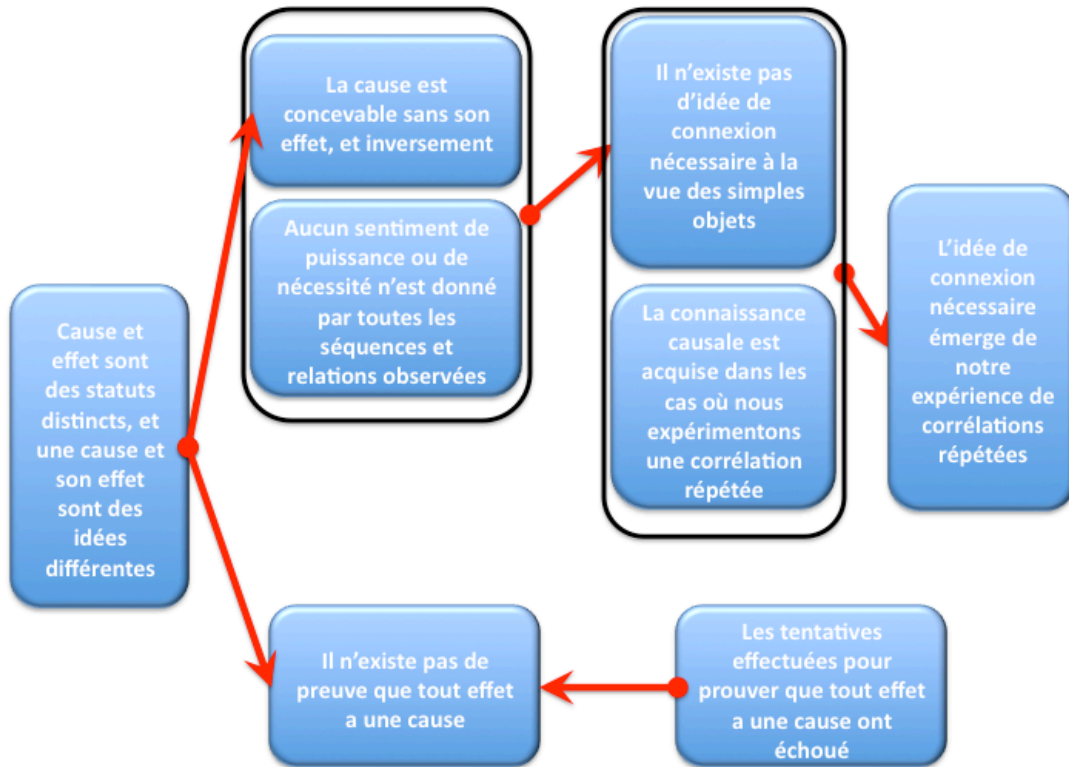 La cause est
concevable sans son
effet, et inversement
Aucun sentiment de
puissance ou de
nécessité n’est donné
par toutes les
séquences et
relations observées
Il n’existe pas
d’idée de
connexion
nécessaire à la
vue des simples
objets
La connaissance
causale est
acquise dans les
cas où nous
expérimentons
une corrélation
répétée
L’idée de
connexion
nécessaire
émerge de
notre
expérience de
corrélations
répétées
Cause et
effet sont
des statuts
distincts, et
une cause et
son effet
sont des
idées
différentes
Il n’existe pas de
preuve que tout effet
a une cause
Les tentatives
effectuées pour
prouver que tout effet
a une cause ont
échoué